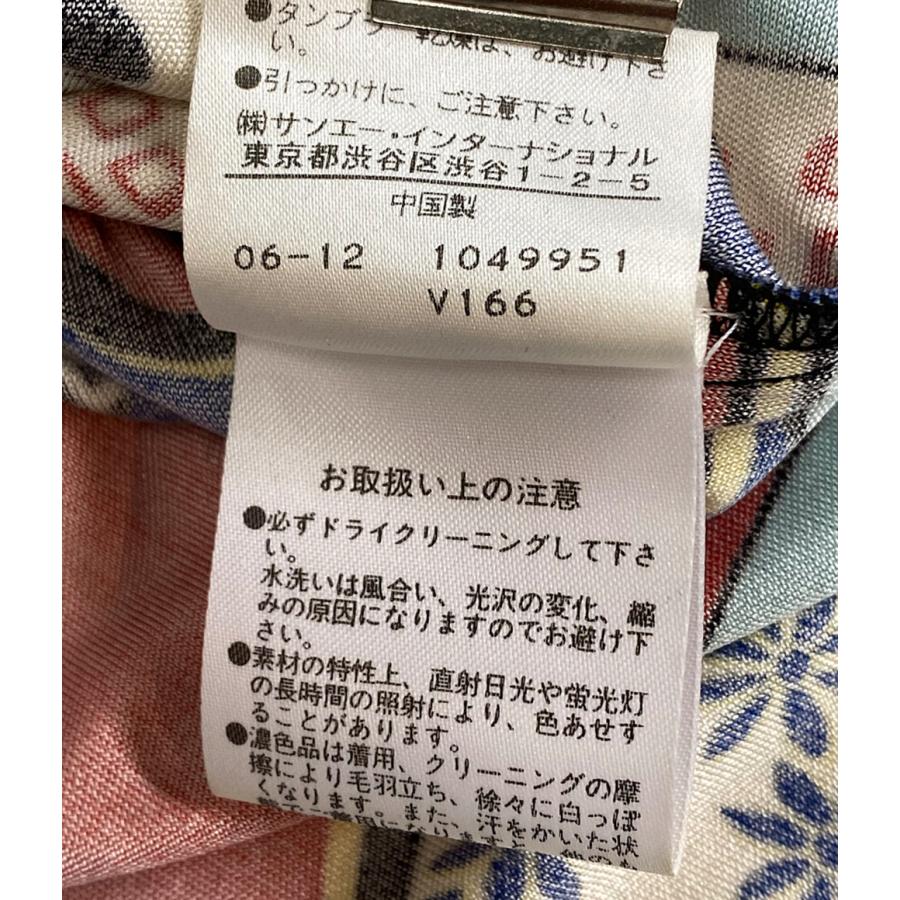 ●タンブラー乾燥は、お避け下さ
い。
●引っかけに、ご注意下さい。
㈱サンエー・インターナショナル
東京都渋谷区渋谷1-2-5
中国製
06-12 1049951
V166
お取扱い上の注意
●必ずドライクリーニングして下さ
い。
水洗いは風合い、光沢の変化、縮
みの原因になりますのでお避け下
さい。
●素材の特性上、直射日光や蛍光灯
の長時間の照射により、色あせす
ることがあります。
●濃色品は着用、クリーニングの摩
擦により毛羽立ち、徐々に白っぽ
くなります。また、汗をかいた状